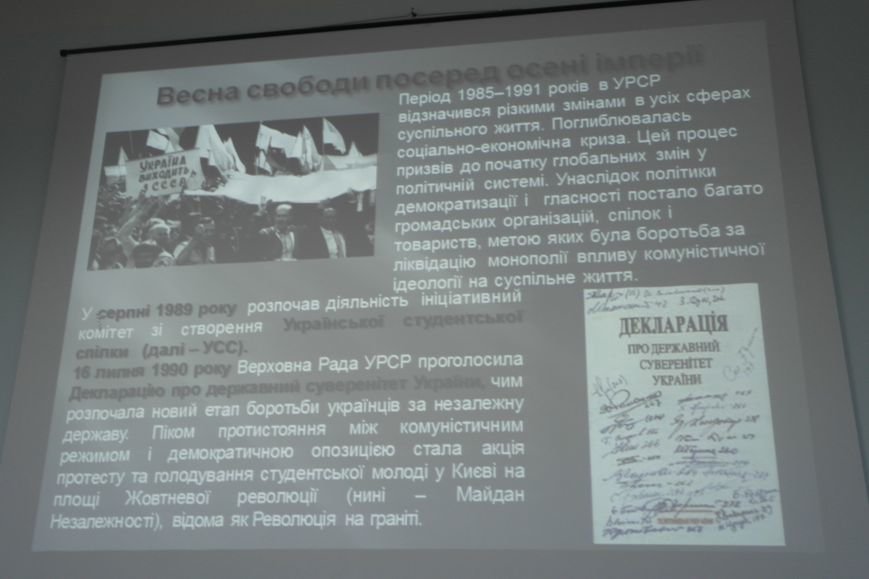 Весна свободи посеред осені імперії
Період 1985–1991 років в УРСР
відзначився різкими змінами в усіх сферах
суспільного життя. Поглиблювалась
соціально-економічна криза. Цей процес
призвів до початку глобальних змін у
політичній системі. Унаслідок політики
демократизації і гласності постало багато
громадських організацій, спілок і
товариств, метою яких була боротьба за
ліквідацію монополії впливу комуністичної
ідеології на суспільне життя.
УКРАЇНА
ВИХОДИТЬ
З СССР
У серпні 1989 року розпочав діяльність ініціативний
комітет зі створення Української студентської
спілки (далі – УСС).
16 липня 1990 року Верховна Рада УРСР проголосила
Декларацію про державний суверенітет України, чим
розпочала новий етап боротьби українців за незалежну
державу. Піком протистояння між комуністичним
режимом і демократичною опозицією стала акція
протесту та голодування студентської молоді у Києві на
площі Жовтневої революції (нині – Майдан
Незалежності), відома як Революція на граніті.
ДЕКЛАРАЦІЯ
ПРО ДЕРЖАВНИЙ
СУВЕРЕНІТЕТ
УКРАЇНИ